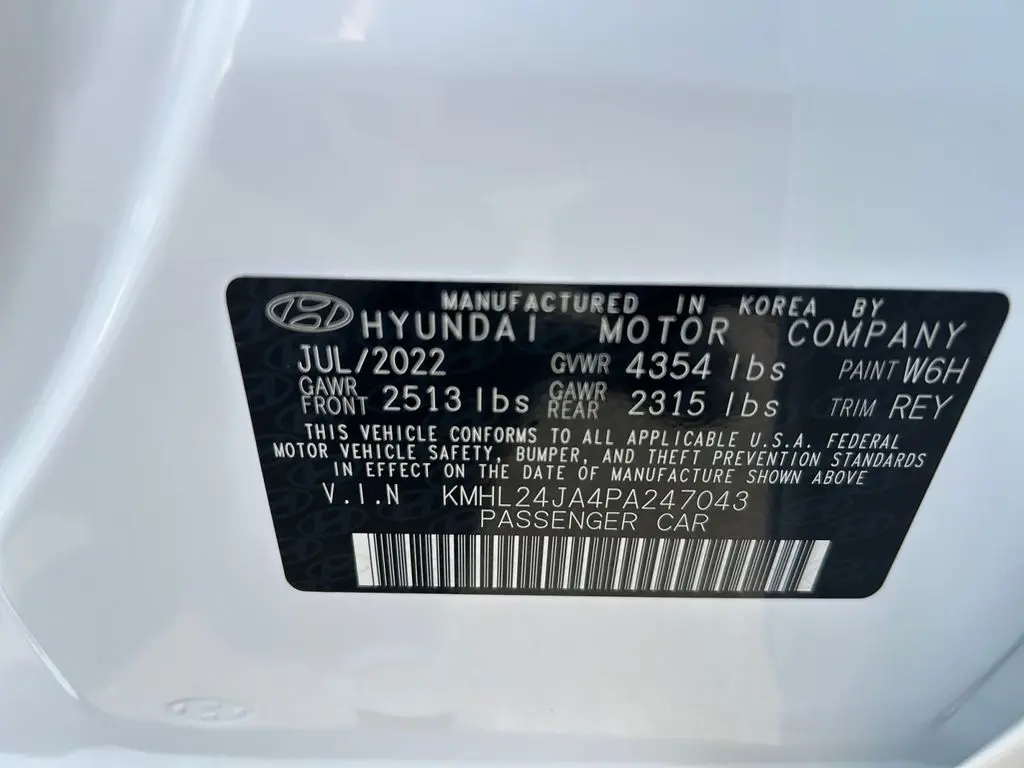 MANUFACTURED IN KOREA BY
HYUNDAI MOTOR COMPANY
JUL/2022 GVWR 4354 lbs PAINT W6H
GAWR FRONT 2513 lbs GAWR REAR 2315 lbs TRIM REY
THIS VEHICLE CONFORMS TO ALL APPLICABLE U.S.A. FEDERAL
MOTOR VEHICLE SAFETY, BUMPER, AND THEFT PREVENTION STANDARDS
IN EFFECT ON THE DATE OF MANUFACTURE SHOWN ABOVE
V.I.N KMHL24JA4PA247043
PASSENGER CAR